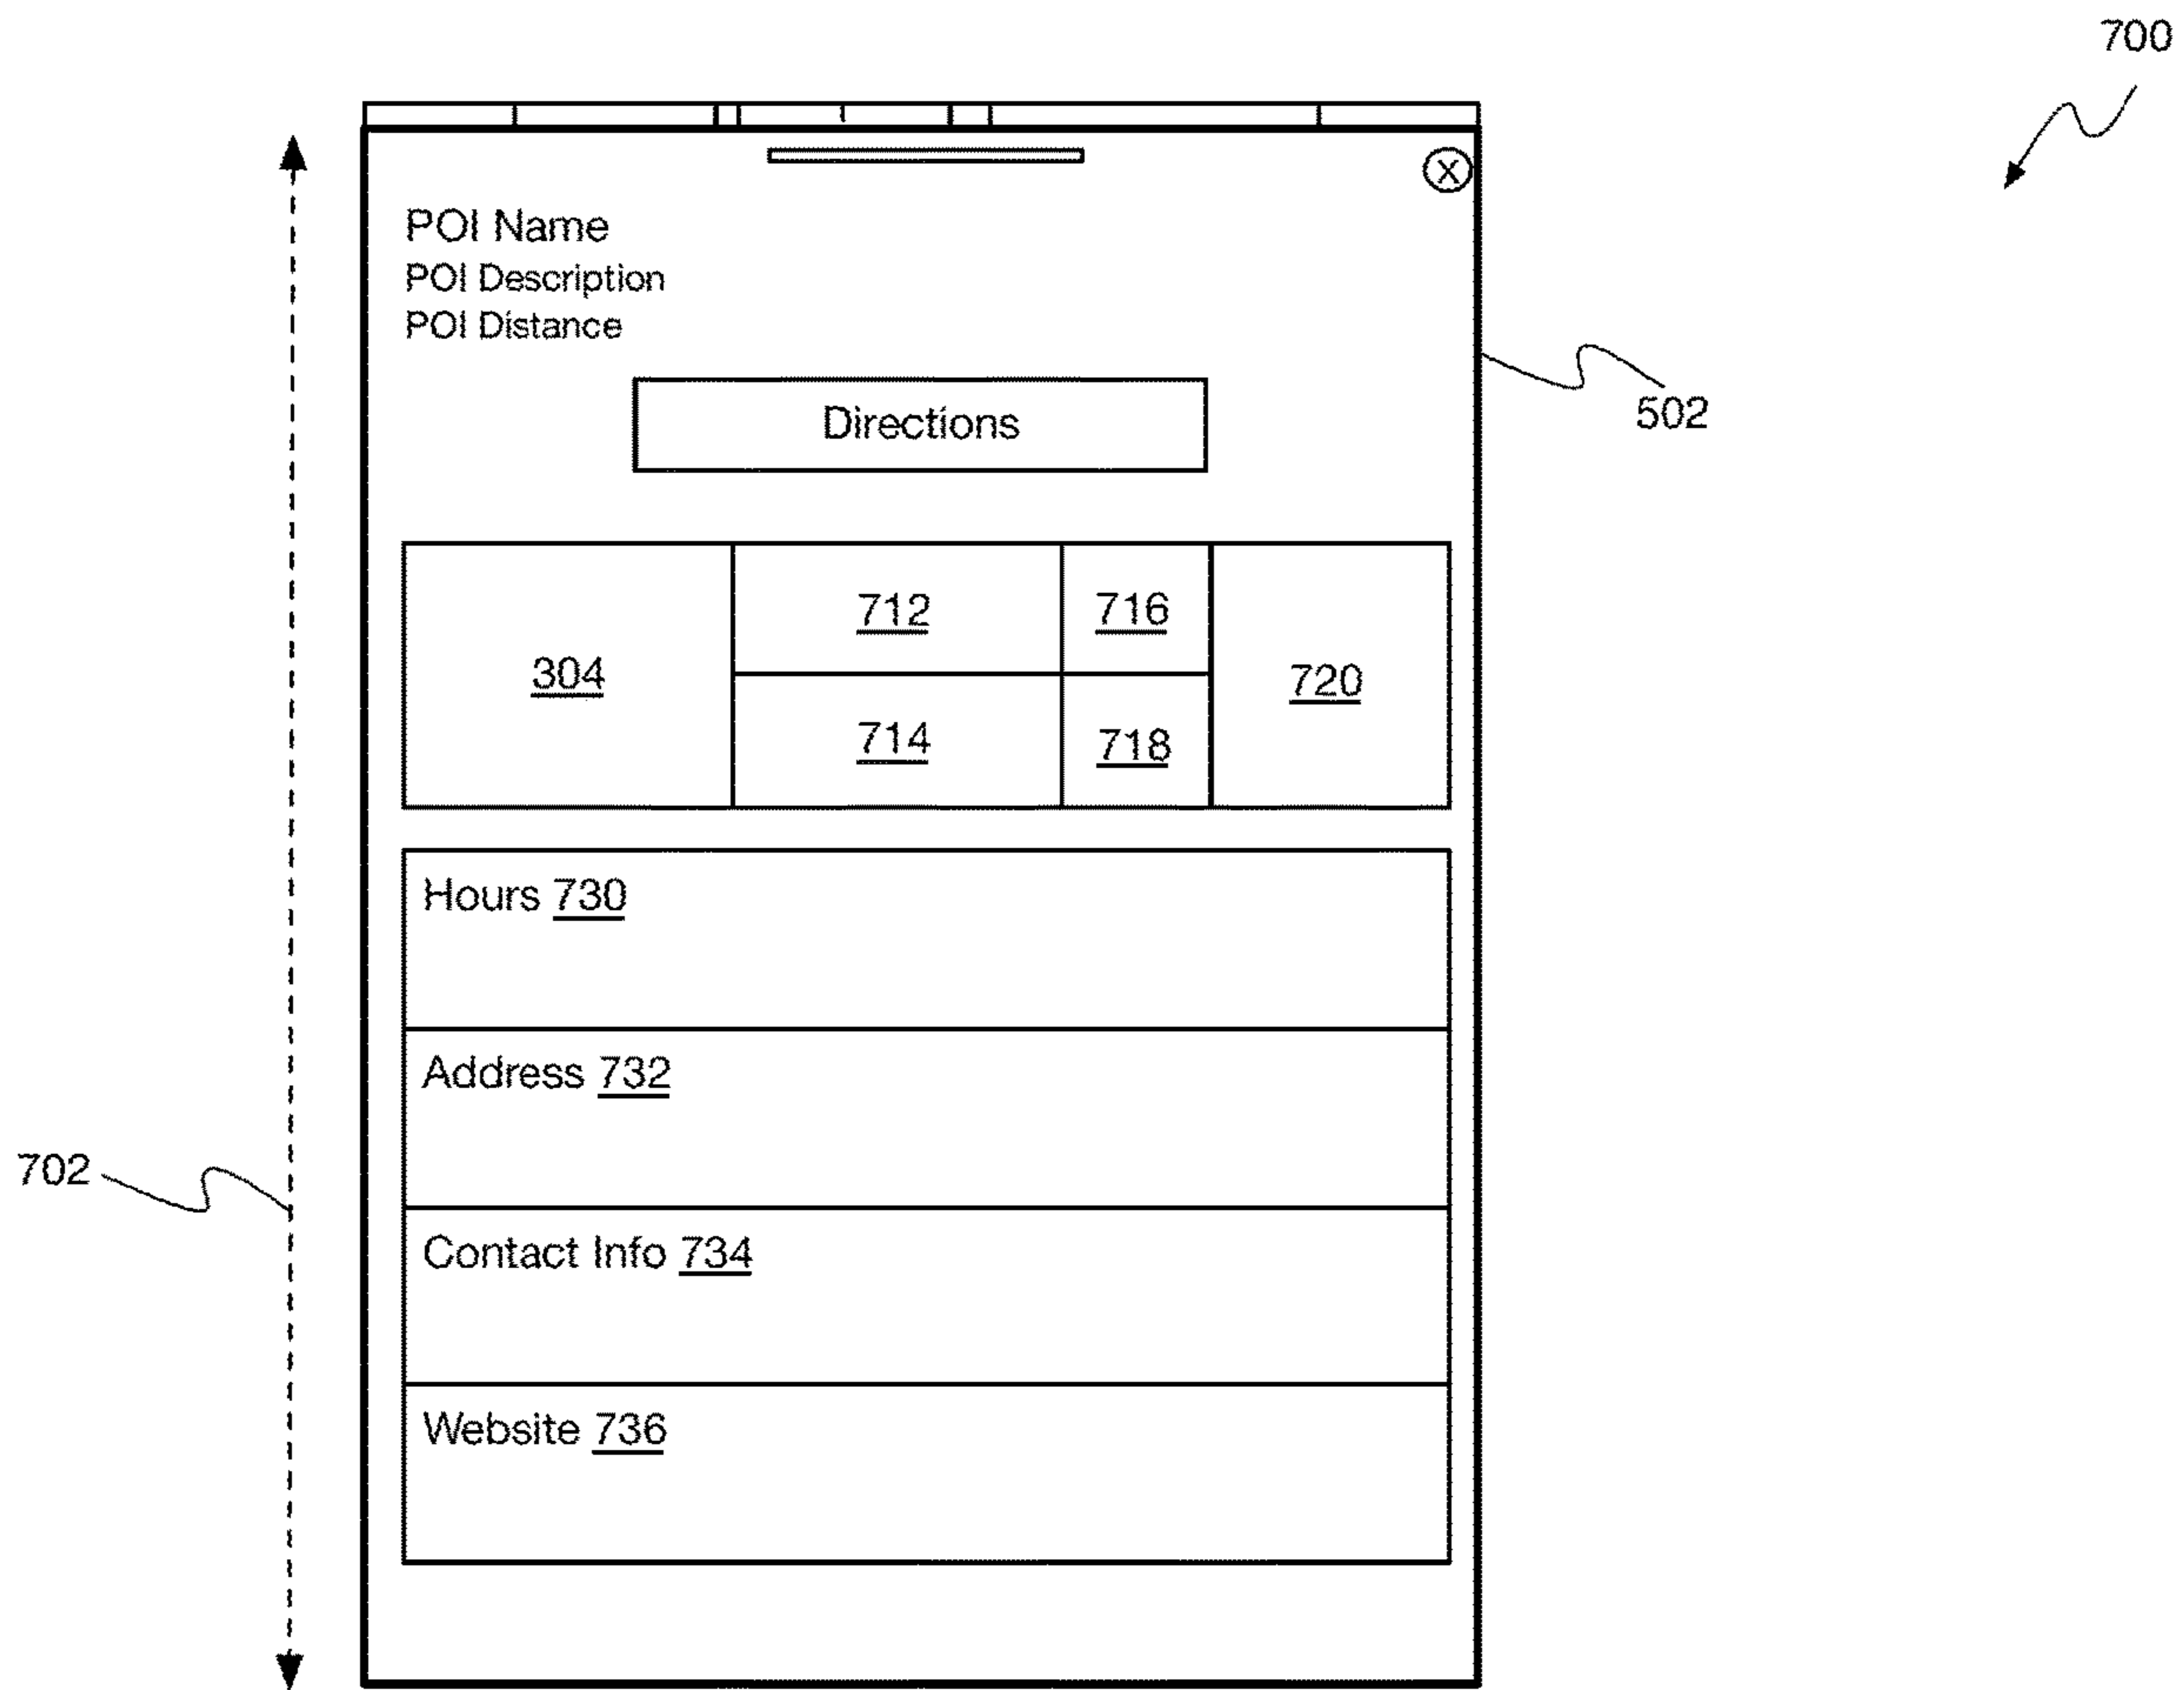 700
X
POI Name
POI Description
POI Distance
502
Directions
304
712
716
720
714
718
Hours 730
Address 732
702
Contact Info 734
Website 736